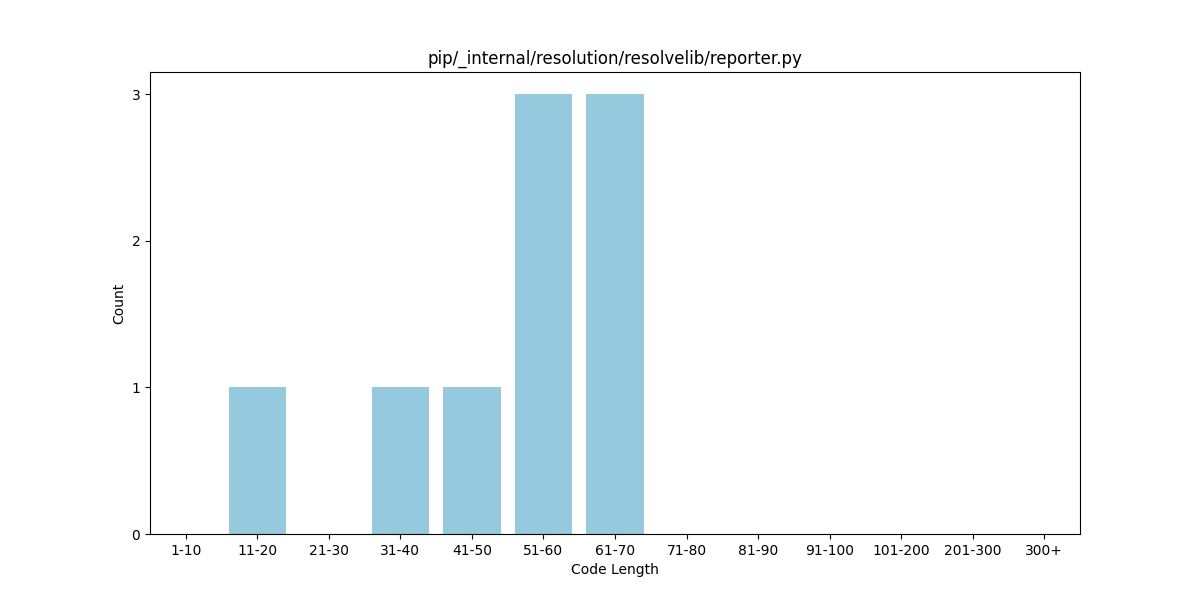 pip/_internal/resolution/resolvelib/reporter.py
3
2
1
0
Count
1-10 11-20 21-30 31-40 41-50 51-60 61-70 71-80 81-90 91-100 101-200 201-300 300+
Code Length